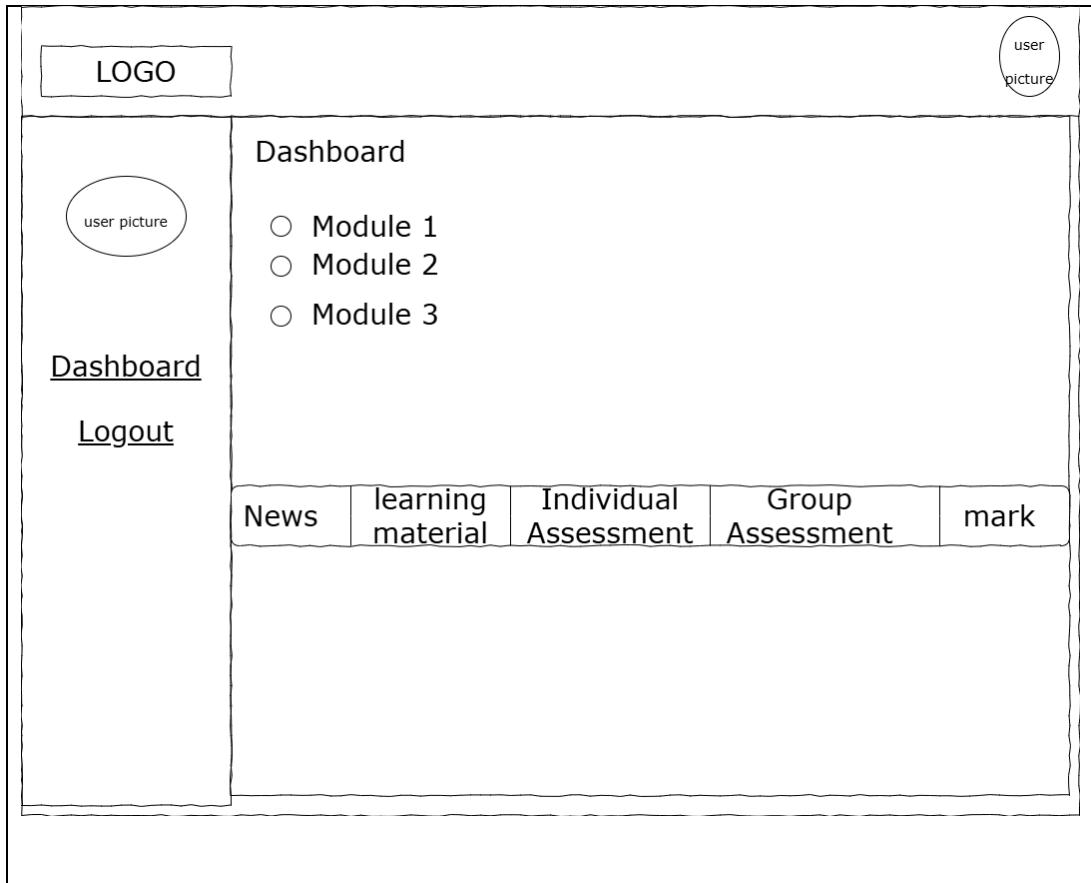 LOGO
user
picture
user picture
Dashboard
Logout
Dashboard
Module 1
Module 2
Module 3
News
learning
material
Individual
Assessment
Group
Assessment
mark